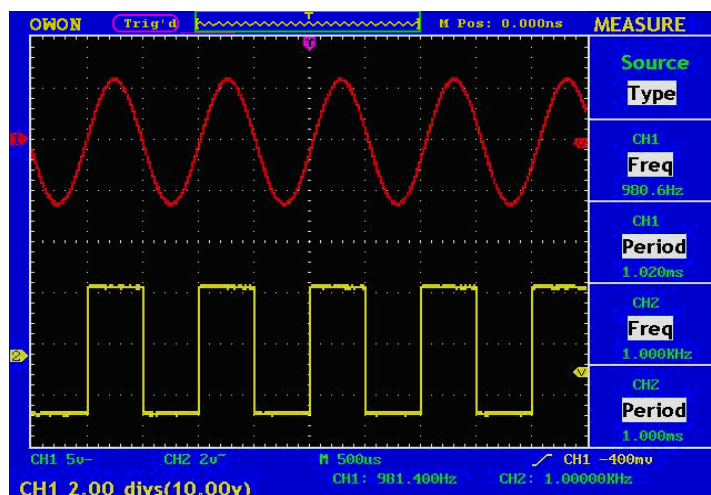 OWON Trig'd M Pos: 0.000ns MEASURE
T
T
Source
Type
1
CH1
Freq
980.6Hz
CH1
Period
1.020ms
CH2
Freq
1.000KHz
2
V
CH2
Period
1.000ms
CH1 5v- CH2 2v~ M 500us CH1 -400mv
CH1: 981.400Hz CH2: 1.00000KHz
CH1 2.00 divs(10.00v)